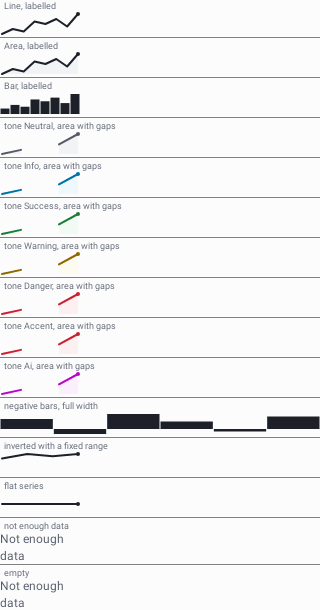 Line, labelled
Area, labelled
Bar, labelled
tone Neutral, area with gaps
tone Info, area with gaps
tone Success, area with gaps
tone Warning, area with gaps
tone Danger, area with gaps
tone Accent, area with gaps
tone Ai, area with gaps
negative bars, full width
inverted with a fixed range
flat series
not enough data
Not enough
data
empty
Not enough
data